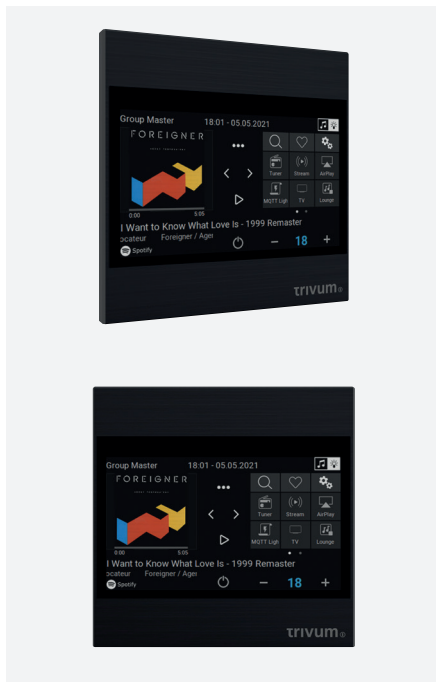 Group Master
18:01 - 05.05.2021
FOREIGNER
Tuner
Stream
AirPlay
MQTT Ligh
TV
Lounge
0:00
5:05
I Want to Know What Love Is - 1999 Remaster
ocateur
Foreigner / Agen
Spotify
18
trivum
Group Master
18:01 - 05.05.2021
FOREIGNER
Tuner
Stream
AirPlay
MQTT Ligh
TV
Lounge
0:00
5:05
I Want to Know What Love Is - 1999 Remaster
ocateur
Foreigner / Agen
Spotify
18
trivum